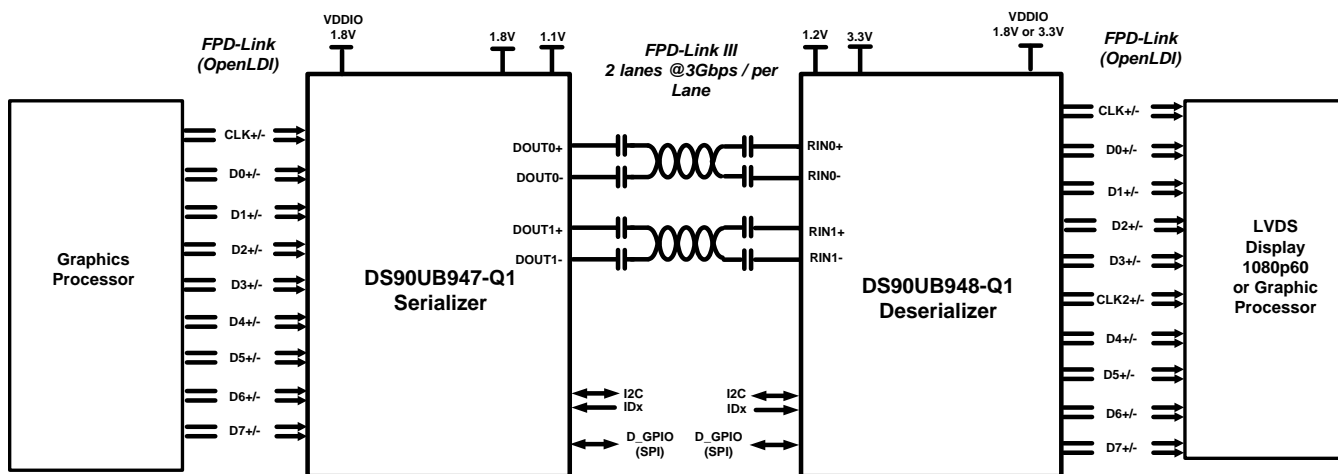 FPD-Link
(OpenLDI)
VDDIO
1.8V
1.8V
1.1V
FPD-Link III
2 lanes @3Gbps / per
Lane
1.2V
3.3V
VDDIO
1.8V or 3.3V
FPD-Link
(OpenLDI)
Graphics
Processor
CLK+/-
D0+/-
D1+/-
D2+/-
D3+/-
D4+/-
D5+/-
D6+/-
D7+/-
DS90UB947-Q1
Serializer
DOUT0+
DOUT0-
DOUT1+
DOUT1-
I2C
IDx
D_GPIO
(SPI)
RIN0+
RIN0-
RIN1+
RIN1-
I2C
IDx
D_GPIO
(SPI)
DS90UB948-Q1
Deserializer
CLK+/-
D0+/-
D1+/-
D2+/-
D3+/-
CLK2+/-
D4+/-
D5+/-
D6+/-
D7+/-
LVDS
Display
1080p60
or Graphic
Processor